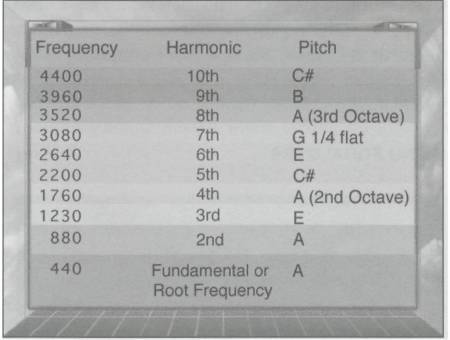 Frequency Harmonic Pitch
4400 10th C#
3960 9th B
3520 8th A (3rd Octave)
3080 7th G 1/4 flat
2640 6th E
2200 5th C#
1760 4th A (2nd Octave)
1230 3rd E
880 2nd A
440 Fundamental or A
Root Frequency